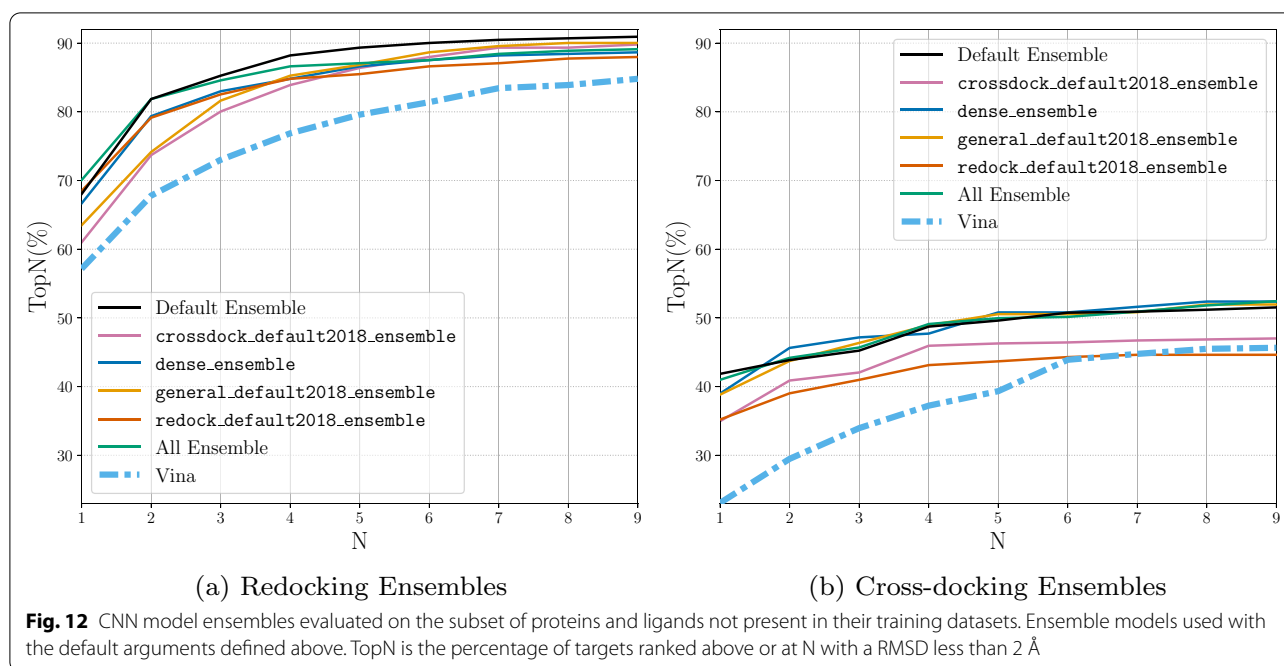 90
80
70
60
50
40
30
TopN(%)
Default Ensemble
crossdock_default2018_ensemble
dense_ensemble
general_default2018_ensemble
redock_default2018_ensemble
All Ensemble
Vina
1 2 3 4 5 6 7 8 9
N
(a) Redocking Ensembles
90
80
70
60
50
40
30
TopN(%)
Default Ensemble
crossdock_default2018_ensemble
dense_ensemble
general_default2018_ensemble
redock_default2018_ensemble
All Ensemble
Vina
1 2 3 4 5 6 7 8 9
N
(b) Cross-docking Ensembles
Fig. 12 CNN model ensembles evaluated on the subset of proteins and ligands not present in their training datasets. Ensemble models used with
the default arguments defined above. TopN is the percentage of targets ranked above or at N with a RMSD less than 2 Å